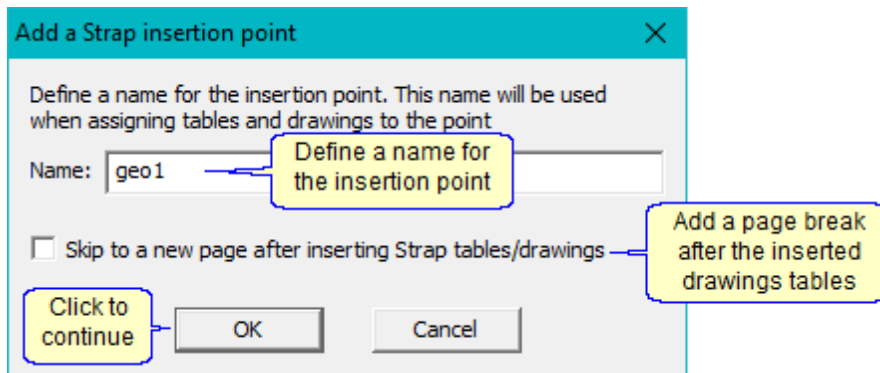 Add a Strap insertion point
Define a name for the insertion point. This name will be used
when assigning tables and drawings to the point
Name: geo1
Define a name for
the insertion point
Skip to a new page after inserting Strap tables/drawings
Add a page break
after the inserted
drawings tables
Click to
continue
OK
Cancel